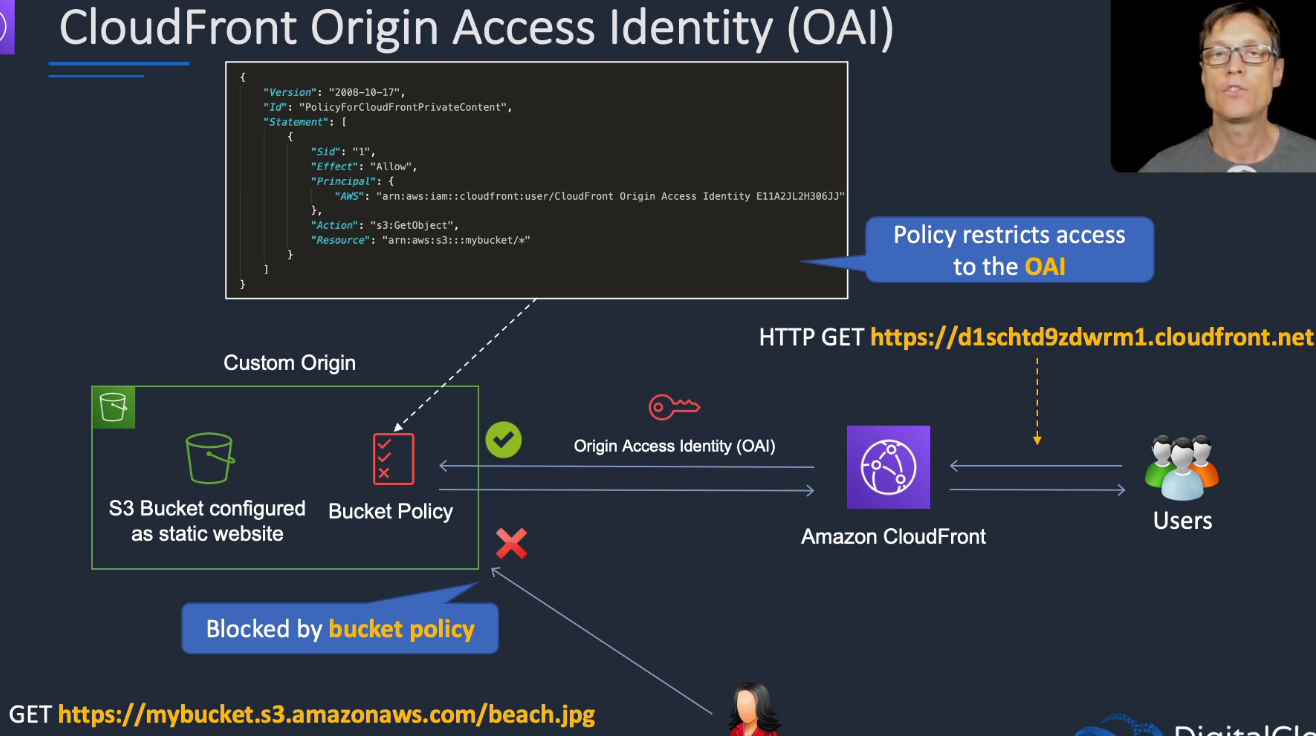 CloudFront Origin Access Identity (OAI)
{
"Version": "2008-10-17",
"Id": "PolicyForCloudFrontPrivateContent",
"Statement": [
{
"Sid": "1",
"Effect": "Allow",
"Principal": {
"AWS": "arn:aws:iam::cloudfront:user/CloudFront Origin Access Identity E11A2JL2H306JJ"
},
"Action": "s3:GetObject",
"Resource": "arn:aws:s3:::mybucket/*"
}
]
}
Policy restricts access
to the OAI
HTTP GET https://d1schtd9zdwrm1.cloudfront.net
Custom Origin
Origin Access Identity (OAI)
S3 Bucket configured
as static website
Bucket Policy
Amazon CloudFront
Users
Blocked by bucket policy
GET https://mybucket.s3.amazonaws.com/beach.jpg